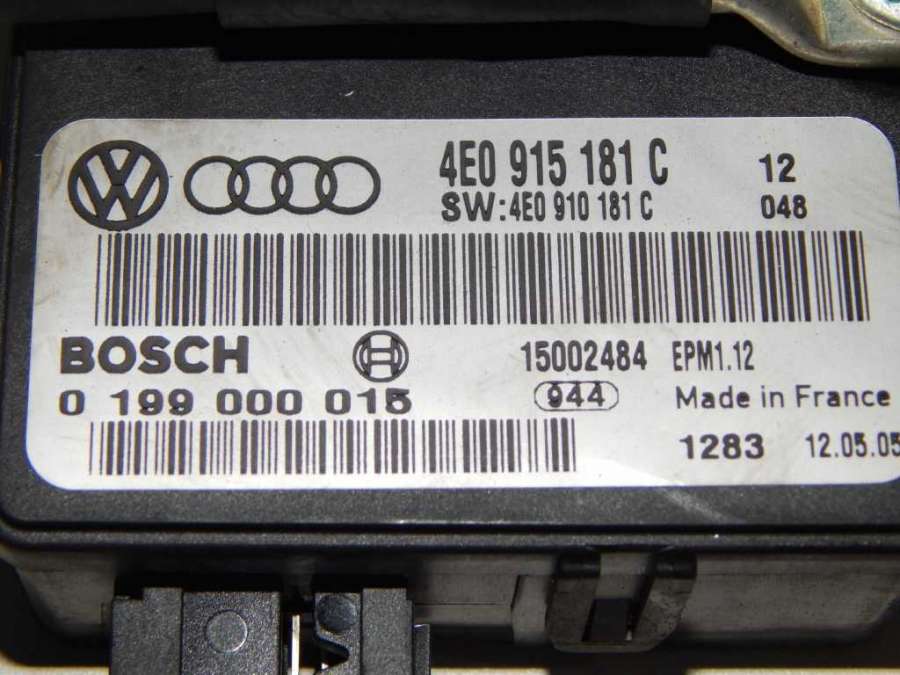 4E0 915 181 C 12
SW:4E0 910 181 C 048
BOSCH 15002484 EPM1.12
0 199 000 015 944 Made in France
1283 12.05.05